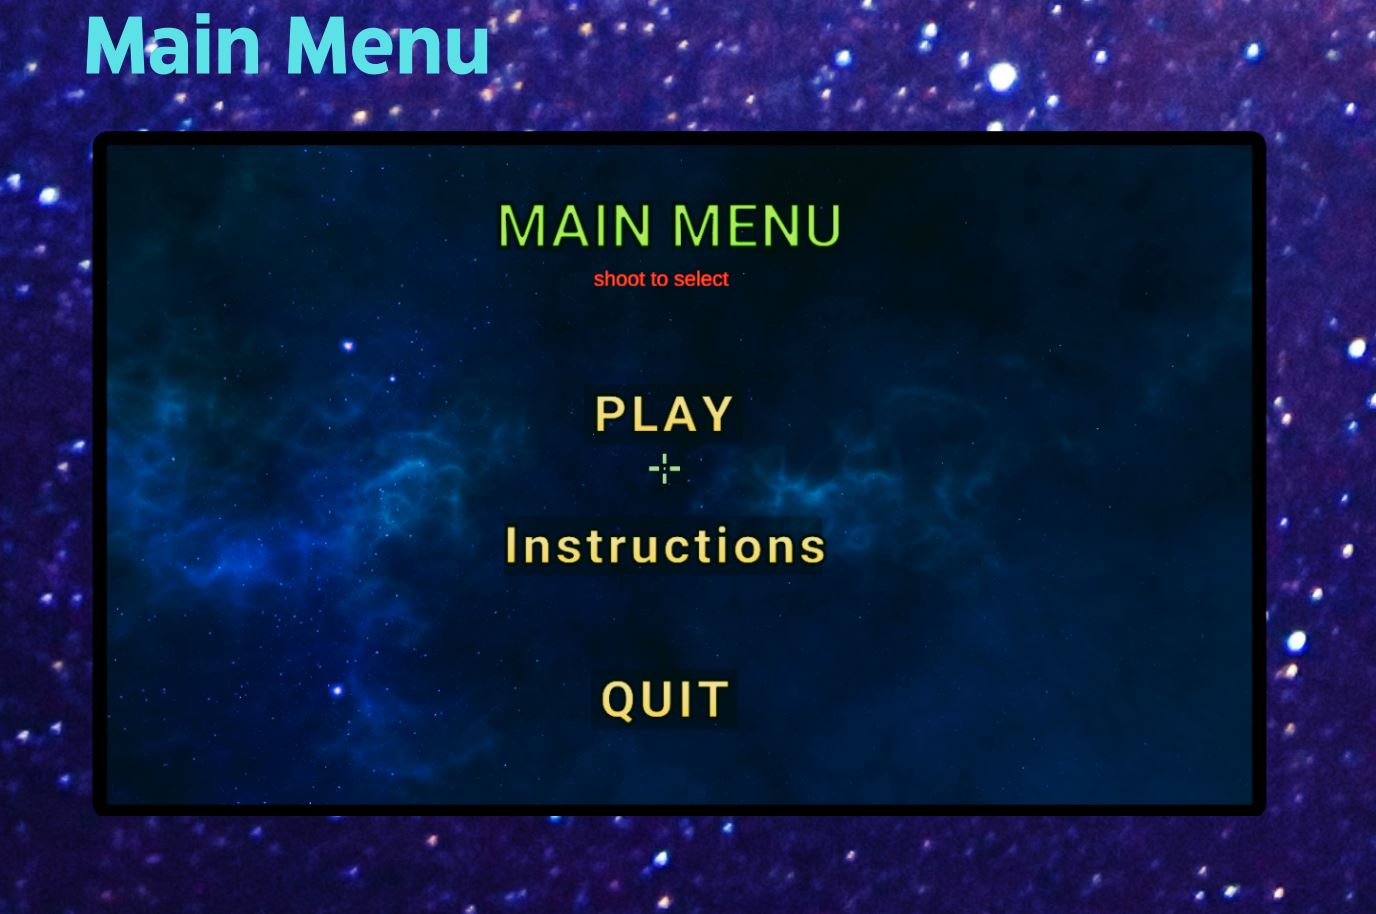 Main Menu
MAIN MENU
shoot to select
PLAY
Instructions
QUIT